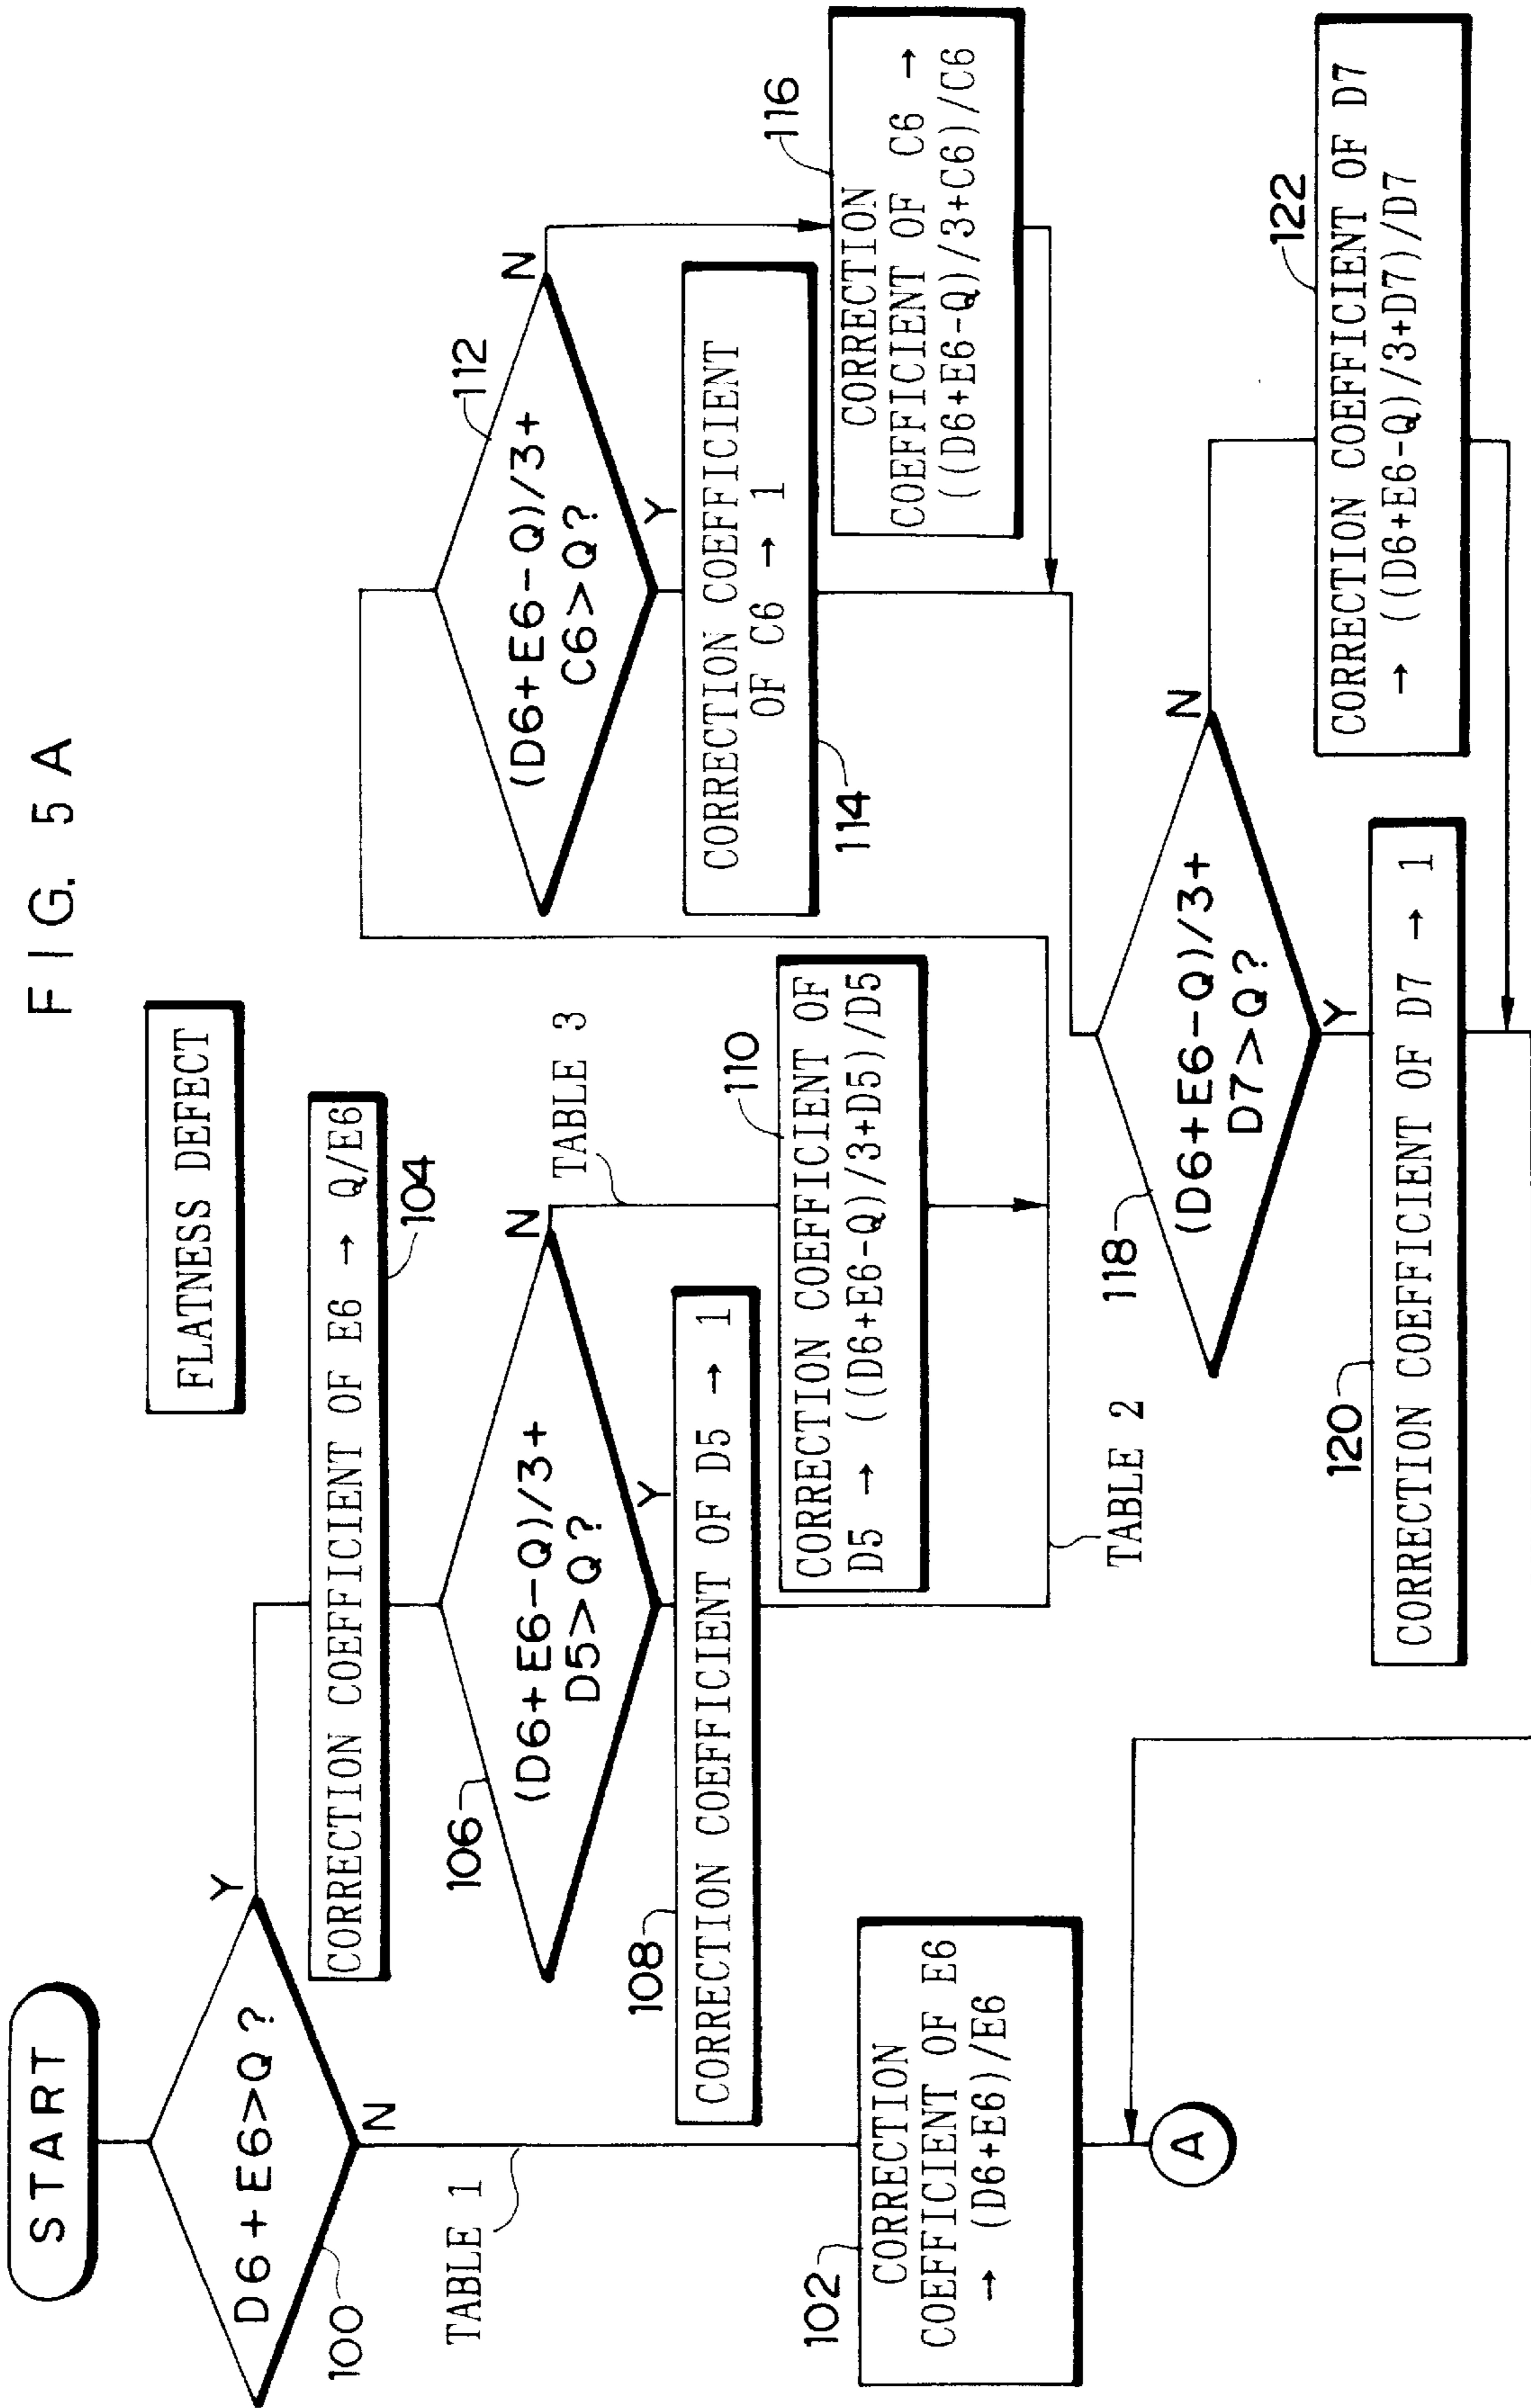 FIG. 5A
FLATNESS DEFECT
START
D6+E6>Q?
100
Y
N
TABLE 1
102
CORRECTION
COEFFICIENT OF E6
→ (D6+E6)/E6
A
CORRECTION COEFFICIENT OF E6 → Q/E6
104
106
(D6+E6-Q)/3+
D5>Q?
Y
N
TABLE 3
108
CORRECTION COEFFICIENT OF D5 → 1
110
CORRECTION COEFFICIENT OF
D5 → ((D6+E6-Q)/3+D5)/D5
TABLE 2
112
(D6+E6-Q)/3+
C6>Q?
Y
N
CORRECTION COEFFICIENT
OF C6 → 1
114
116
CORRECTION
COEFFICIENT OF C6 →
((D6+E6-Q)/3+C6)/C6
118
(D6+E6-Q)/3+
D7>Q?
Y
N
120
CORRECTION COEFFICIENT OF D7 → 1
122
CORRECTION COEFFICIENT OF D7
→ ((D6+E6-Q)/3+D7)/D7